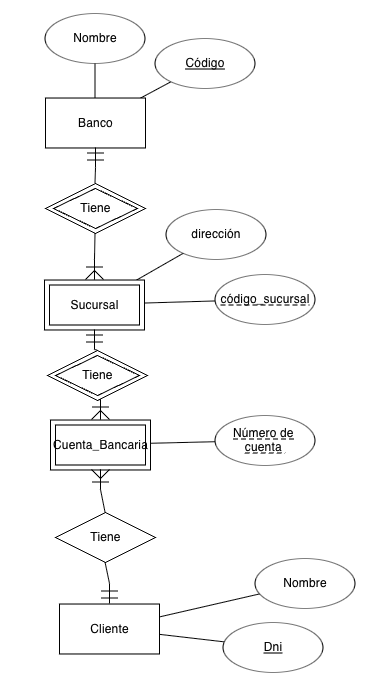 Nombre
Código
Banco
Tiene
dirección
Sucursal
código_sucursal
Tiene
Cuenta_Bancaria
Número de
cuenta
Tiene
Nombre
Cliente
Dni